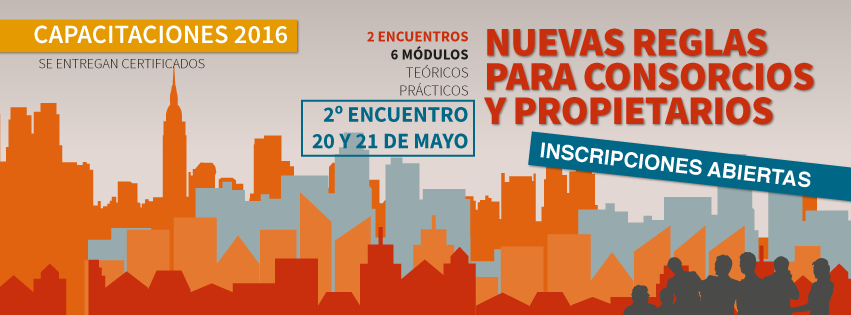 CAPACITACIONES 2016
SE ENTREGAN CERTIFICADOS
2 ENCUENTROS
6 MÓDULOS
TEÓRICOS
PRÁCTICOS
2º ENCUENTRO
20 Y 21 DE MAYO
NUEVAS REGLAS
PARA CONSORCIOS
Y PROPIETARIOS
INSCRIPCIONES ABIERTAS